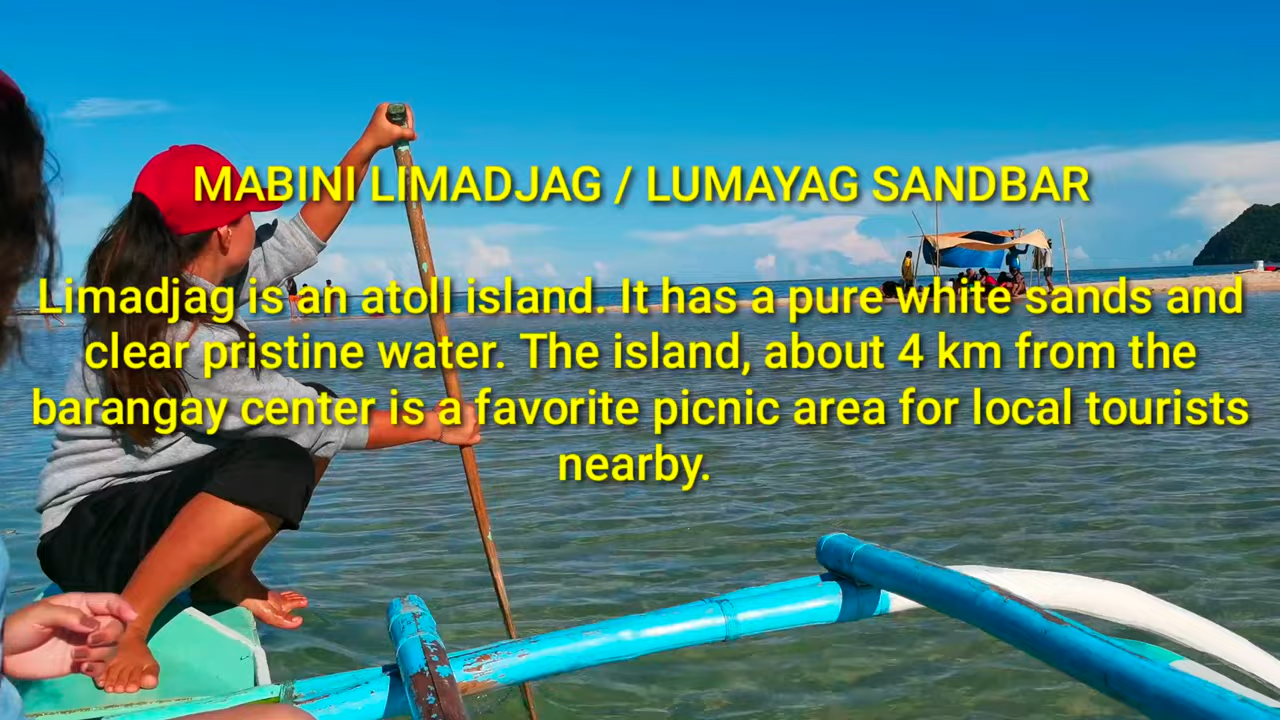 MABINI LIMADJAG / LUMAYAG SANDBAR
Limadjag is an atoll island. It has a pure white sands and
clear pristine water. The island, about 4 km from the
barangay center is a favorite picnic area for local tourists
nearby.